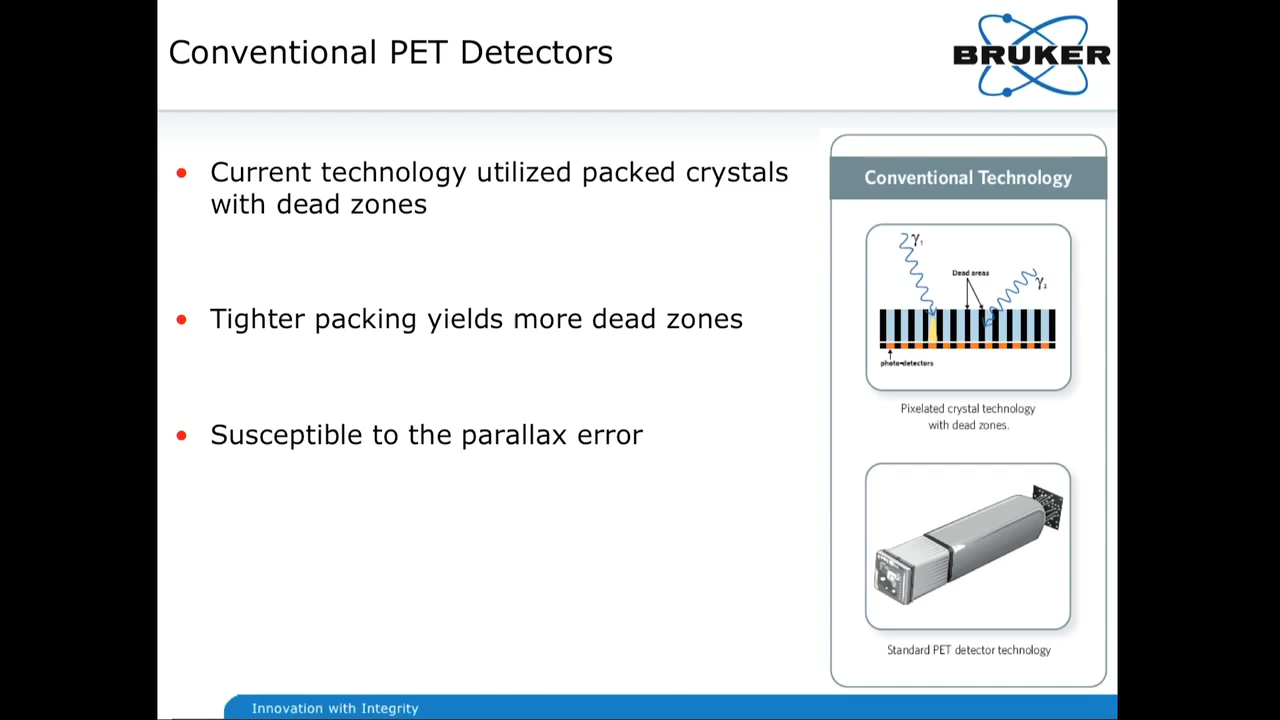 Conventional PET Detectors
BRUKER
• Current technology utilized packed crystals
with dead zones
• Tighter packing yields more dead zones
• Susceptible to the parallax error
Conventional Technology
γ₁
Dead areas
γ₂
photo-detectors
Pixelated crystal technology
with dead zones.
Standard PET detector technology
Innovation with Integrity